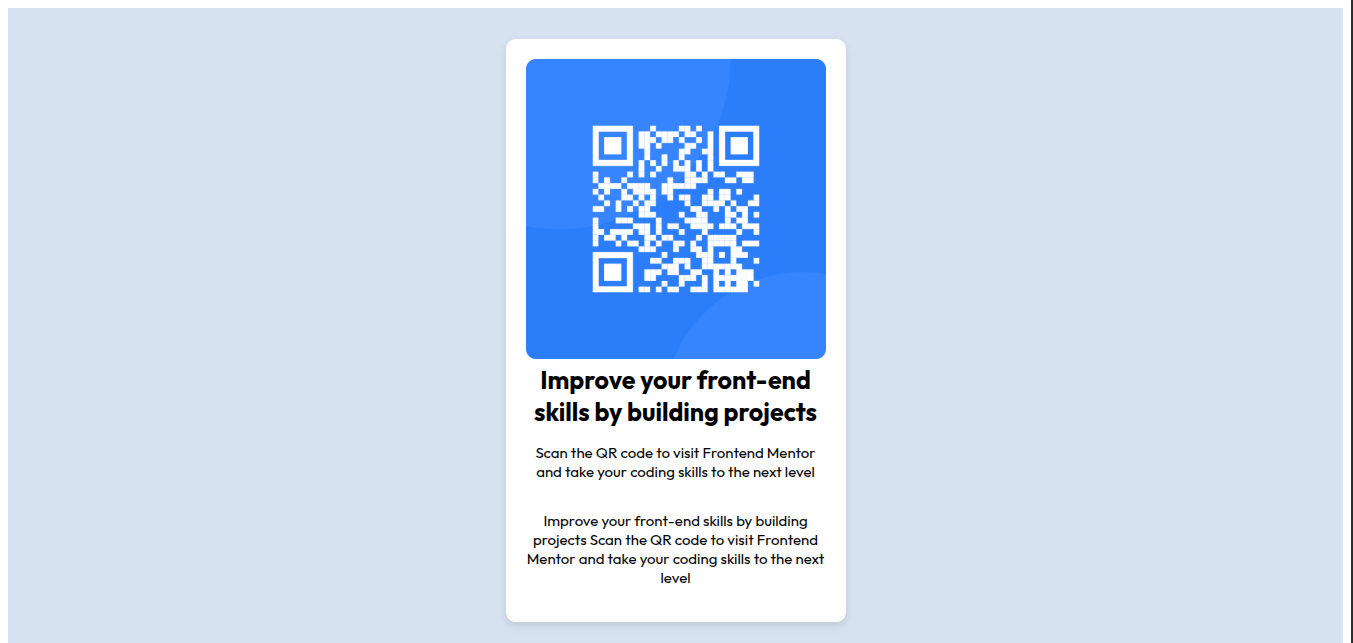 Improve your front-end
skills by building projects
Scan the QR code to visit Frontend Mentor
and take your coding skills to the next level
Improve your front-end skills by building
projects Scan the QR code to visit Frontend
Mentor and take your coding skills to the next
level